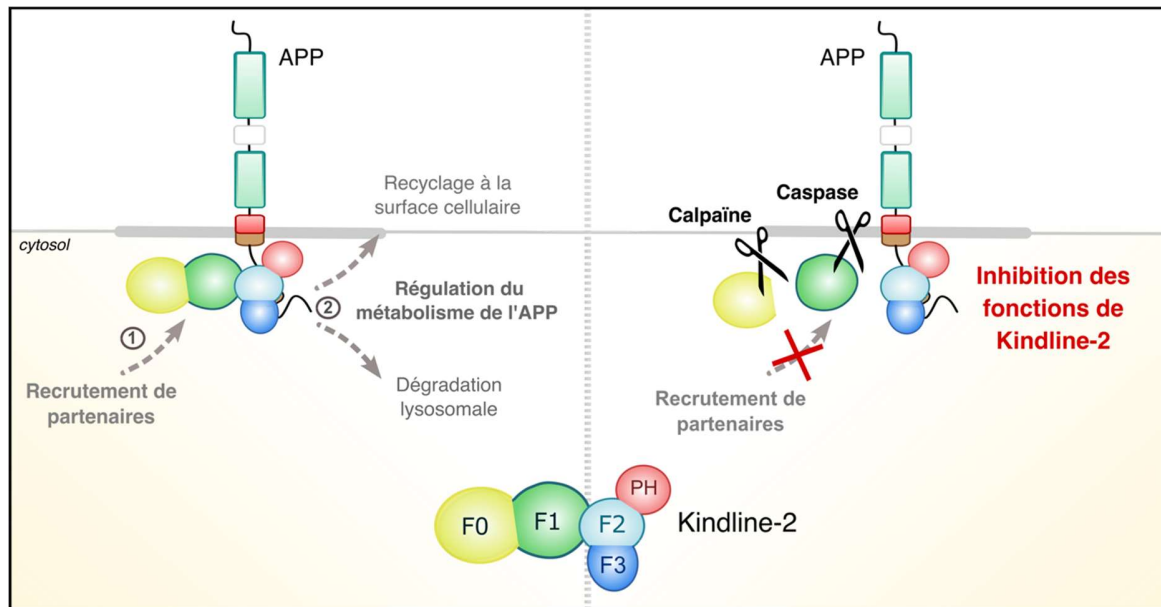 APP
Recyclage à la
surface cellulaire
cytosol
①
②
Régulation du
métabolisme de l'APP
Recrutement de
partenaires
Dégradation
lysosomale
APP
Caspase
Calpaïne
Inhibition des
fonctions de
Kindline-2
Recrutement de
partenaires
F0
F1
F2
PH
F3
Kindline-2